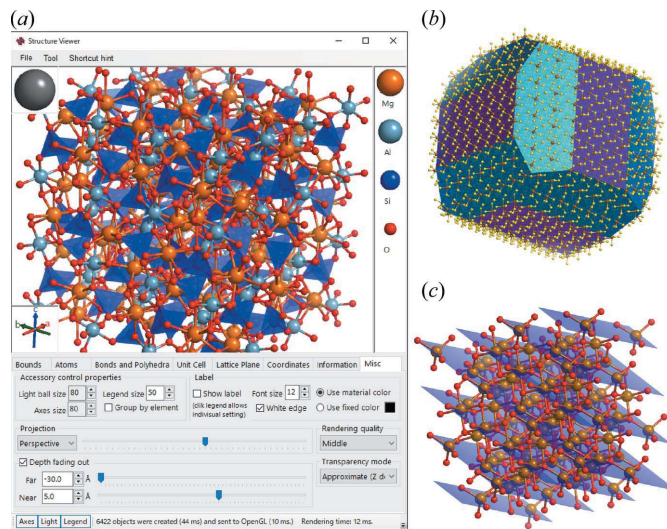 (a)
Structure Viewer
File Tool Shortcut hint
Mg
Al
Si
O
c
b a
Bounds Atoms Bonds and Polyhedra Unit Cell Lattice Plane Coordinates Information Misc
Accessory control properties
Light ball size 80 Legend size 50
Axes size 80 Group by element
Label
Show label Font size 12 Use material color
(clik legend allows indivisual setting) White edge Use fixed color
Projection
Perspective
Rendering quality
Middle
Depth fading out
Far -30.0 Å
Near 5.0 Å
Transparency mode
Approximate (Z de
Axes Light Legend 6422 objects were created (44 ms) and sent to OpenGL (10 ms.) Rendering time: 12 ms.
(b)
(c)